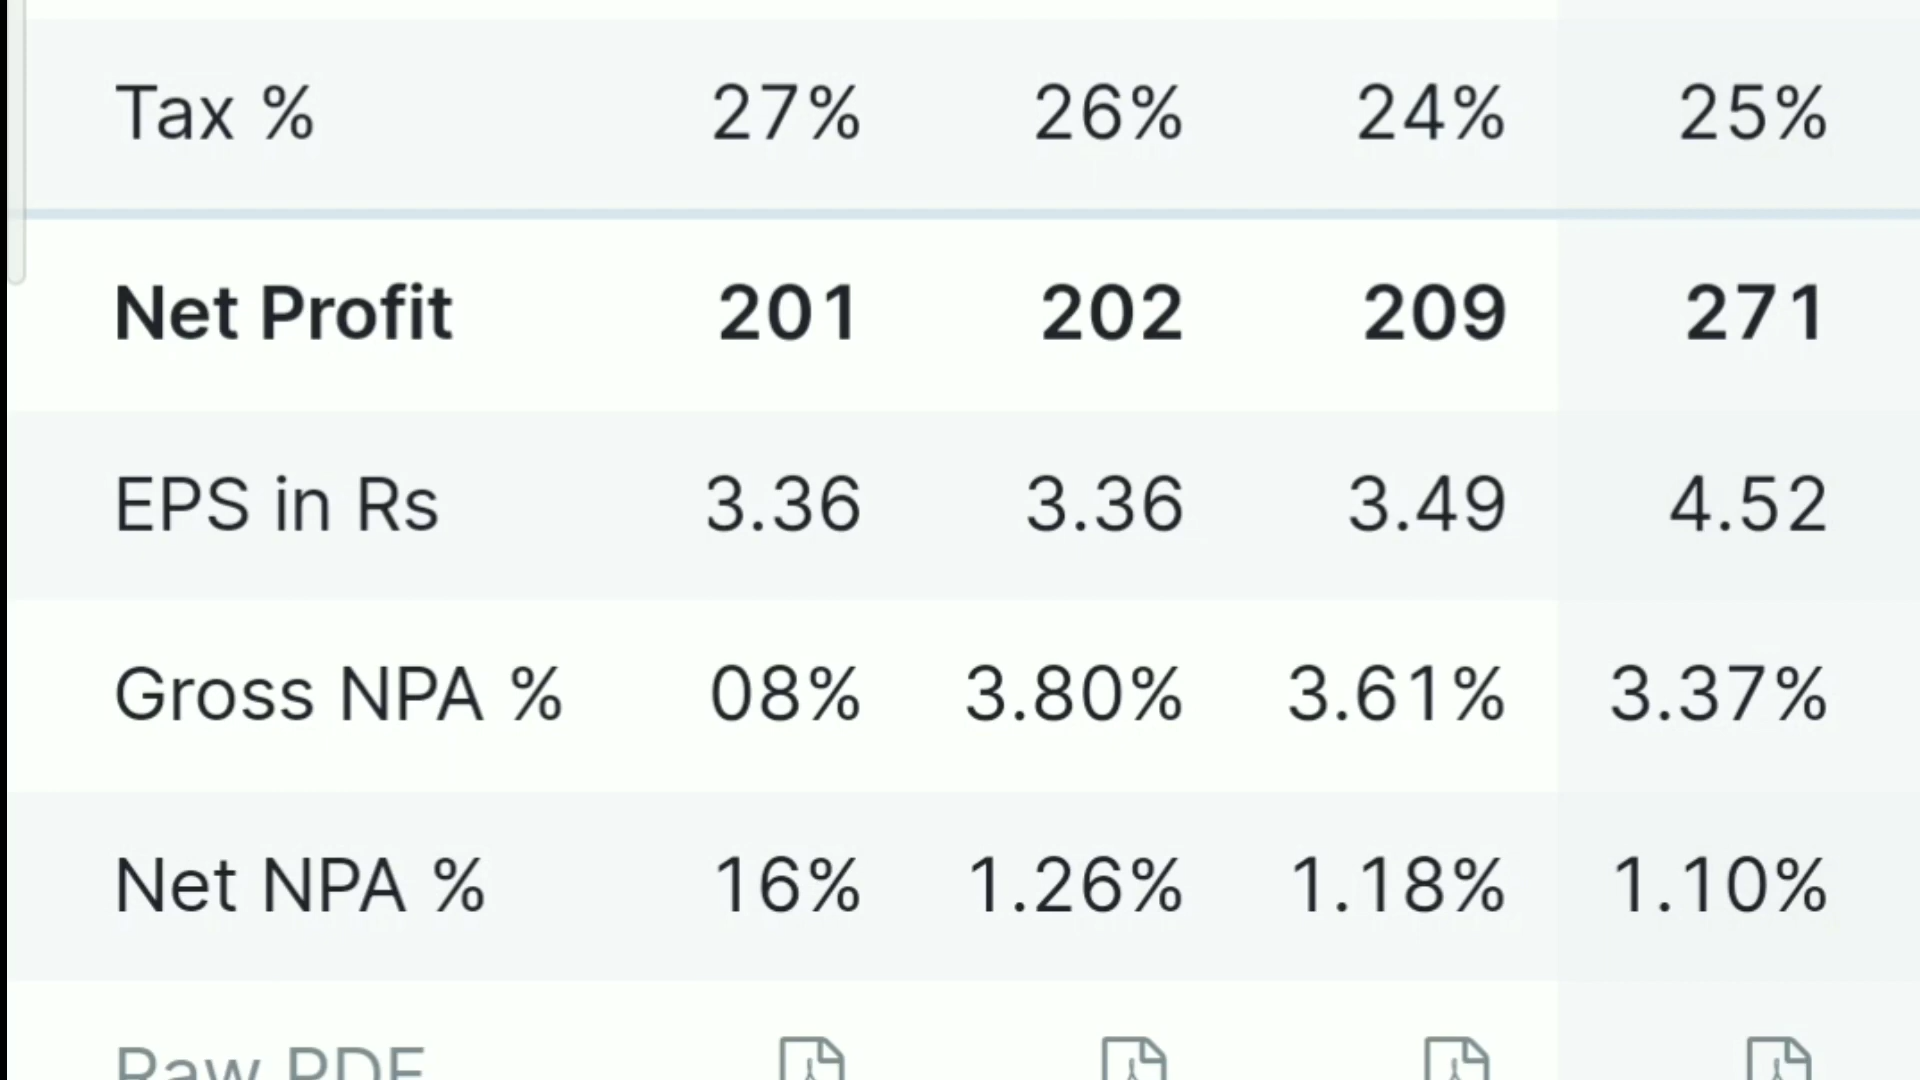 Tax % 27% 26% 24% 25%
Net Profit 201 202 209 271
EPS in Rs 3.36 3.36 3.49 4.52
Gross NPA % 08% 3.80% 3.61% 3.37%
Net NPA % 16% 1.26% 1.18% 1.10%
Raw PDF